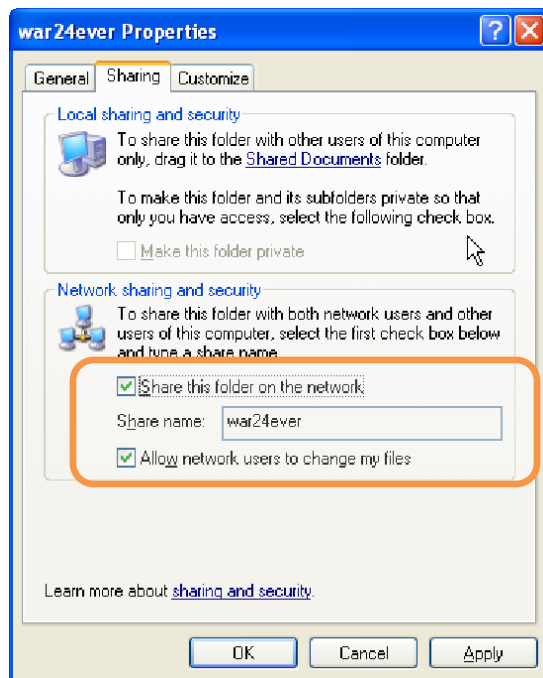 war24ever Properties
General Sharing Customize
Local sharing and security
To share this folder with other users of this computer
only, drag it to the Shared Documents folder.
To make this folder and its subfolders private so that
only you have access, select the following check box.
Make this folder private
Network sharing and security
To share this folder with both network users and other
users of this computer, select the first check box below
and type a share name.
Share this folder on the network
Share name: war24ever
Allow network users to change my files
Learn more about sharing and security.
OK Cancel Apply